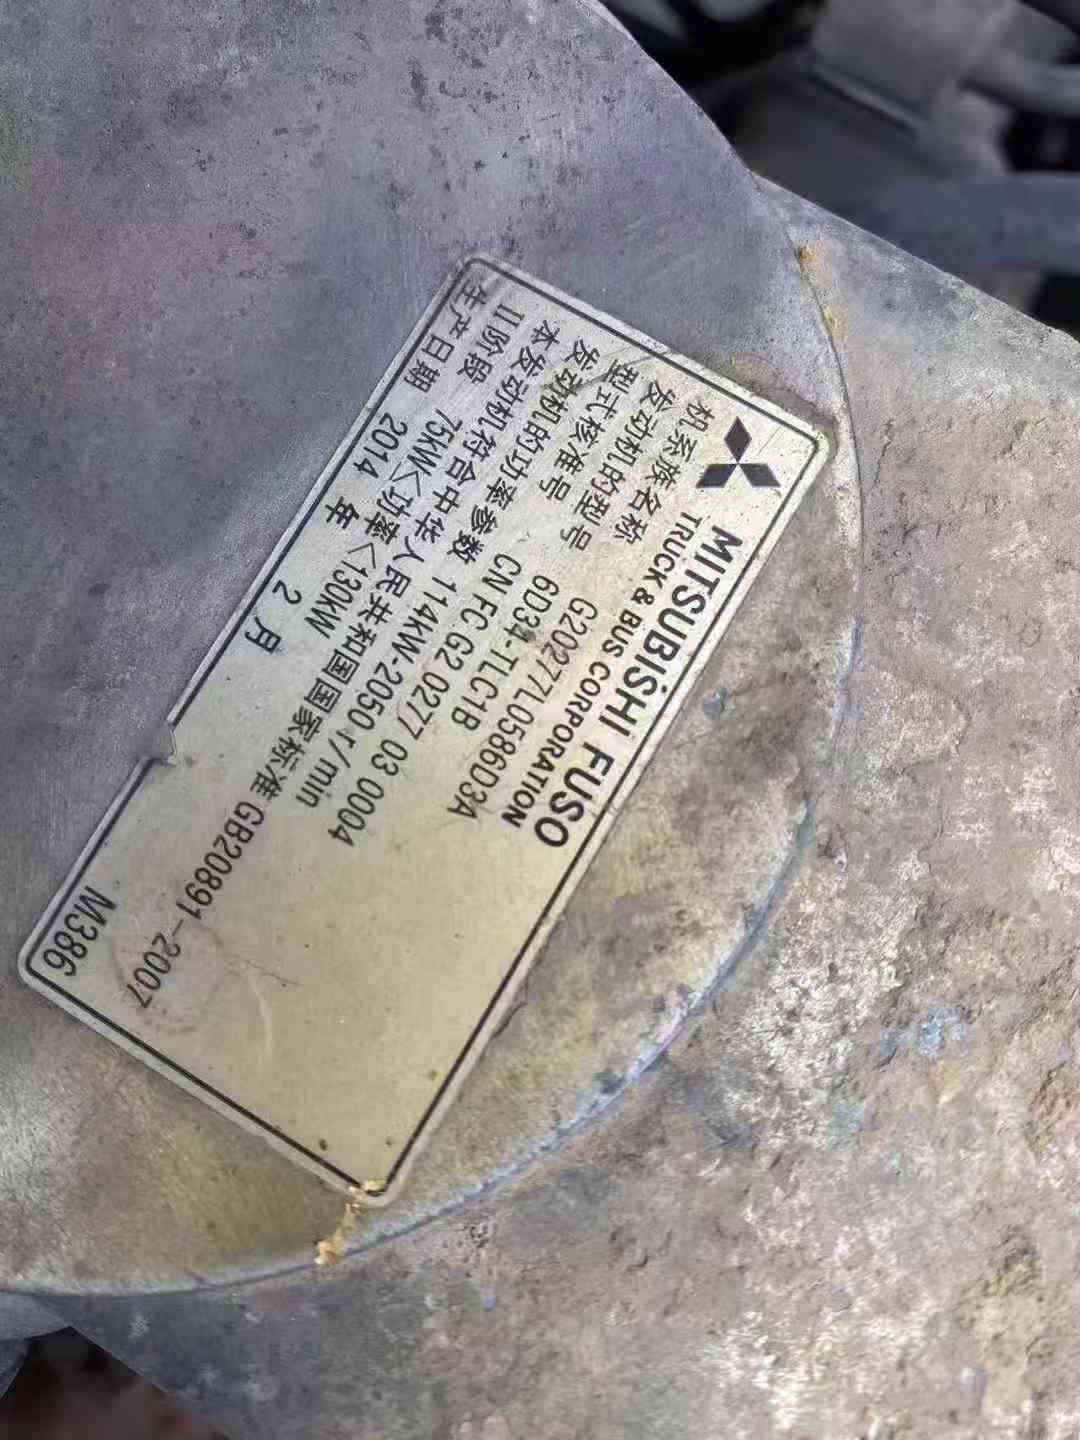 MITSUBISHI FUSO
TRUCK & BUS CORPORATION
机系族名称 G20277L0586D3A
发动机的型号 6D34-TLC1B
型式核准号 CN FC G2 0277 03 0004
发动机的功率参数 114KW-2050 r/min
本发动机符合中华人民共和国国家标准 GB20891-2007
II阶段 75KW<功率<130KW
生产日期 2014 年 2 月
M386